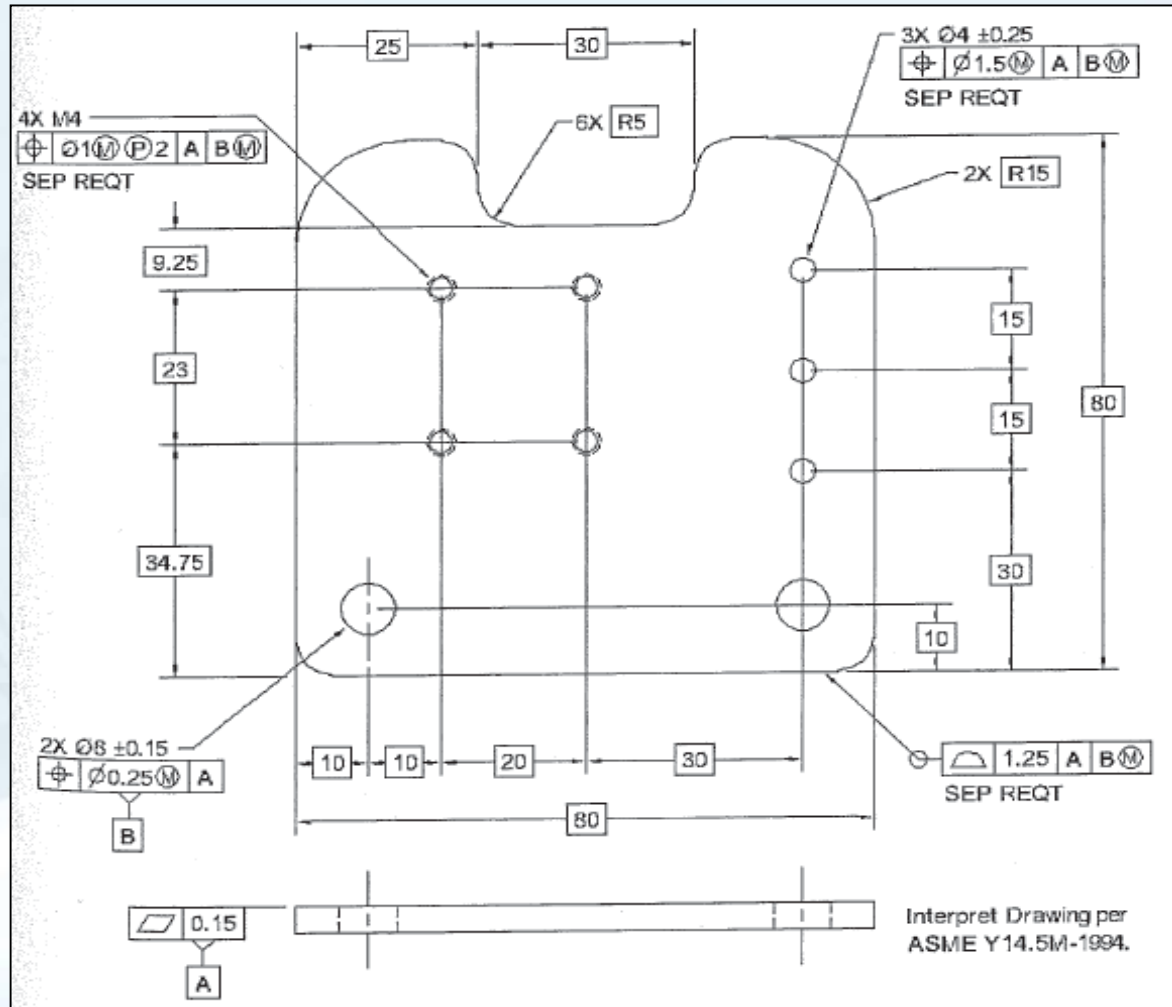 25
30
3X Ø4 ±0.25
⌖ Ø1.5Ⓜ A BⓂ
SEP REQT
4X M4
⌖ Ø1ⓂⓅ2 A BⓂ
SEP REQT
6X R5
2X R15
9.25
15
23
80
15
34.75
30
10
2X Ø8 ±0.15
⌖ Ø0.25Ⓜ A
B
10
10
20
30
⌓ 1.25 A BⓂ
SEP REQT
80
⏥ 0.15
A
Interpret Drawing per
ASME Y14.5M-1994.